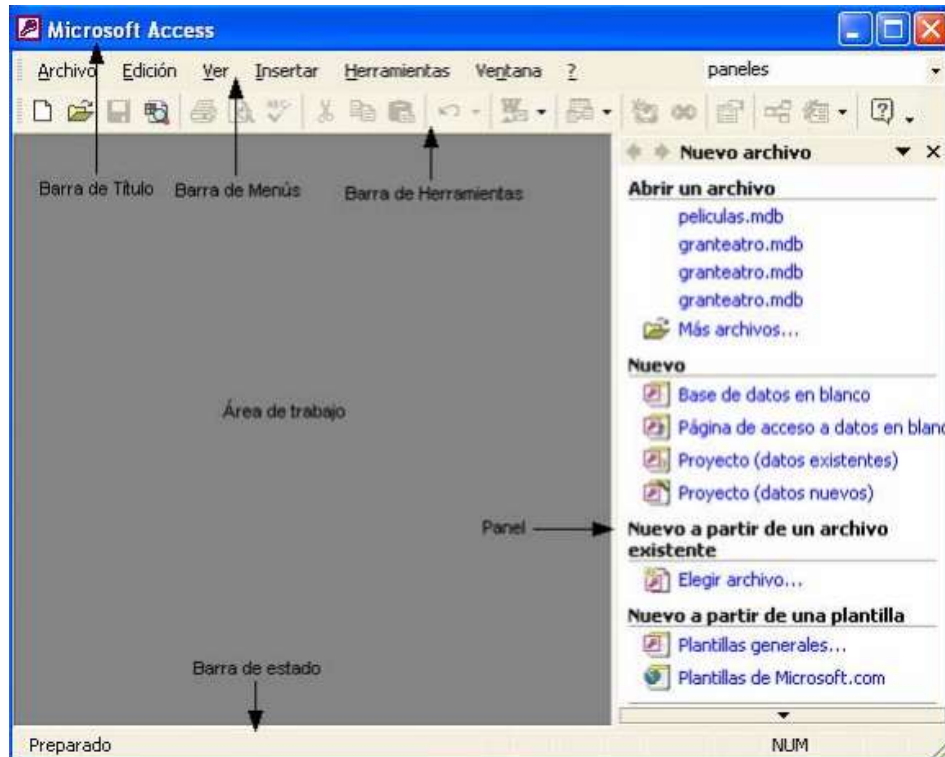 Microsoft Access
Archivo Edición Ver Insertar Herramientas Ventana ? paneles
Barra de Título Barra de Menús Barra de Herramientas
Área de trabajo
Panel
Barra de estado
Nuevo archivo
Abrir un archivo
peliculas.mdb
granteatro.mdb
granteatro.mdb
granteatro.mdb
Más archivos...
Nuevo
Base de datos en blanco
Página de acceso a datos en blanc
Proyecto (datos existentes)
Proyecto (datos nuevos)
Nuevo a partir de un archivo
existente
Elegir archivo...
Nuevo a partir de una plantilla
Plantillas generales...
Plantillas de Microsoft.com
Preparado NUM